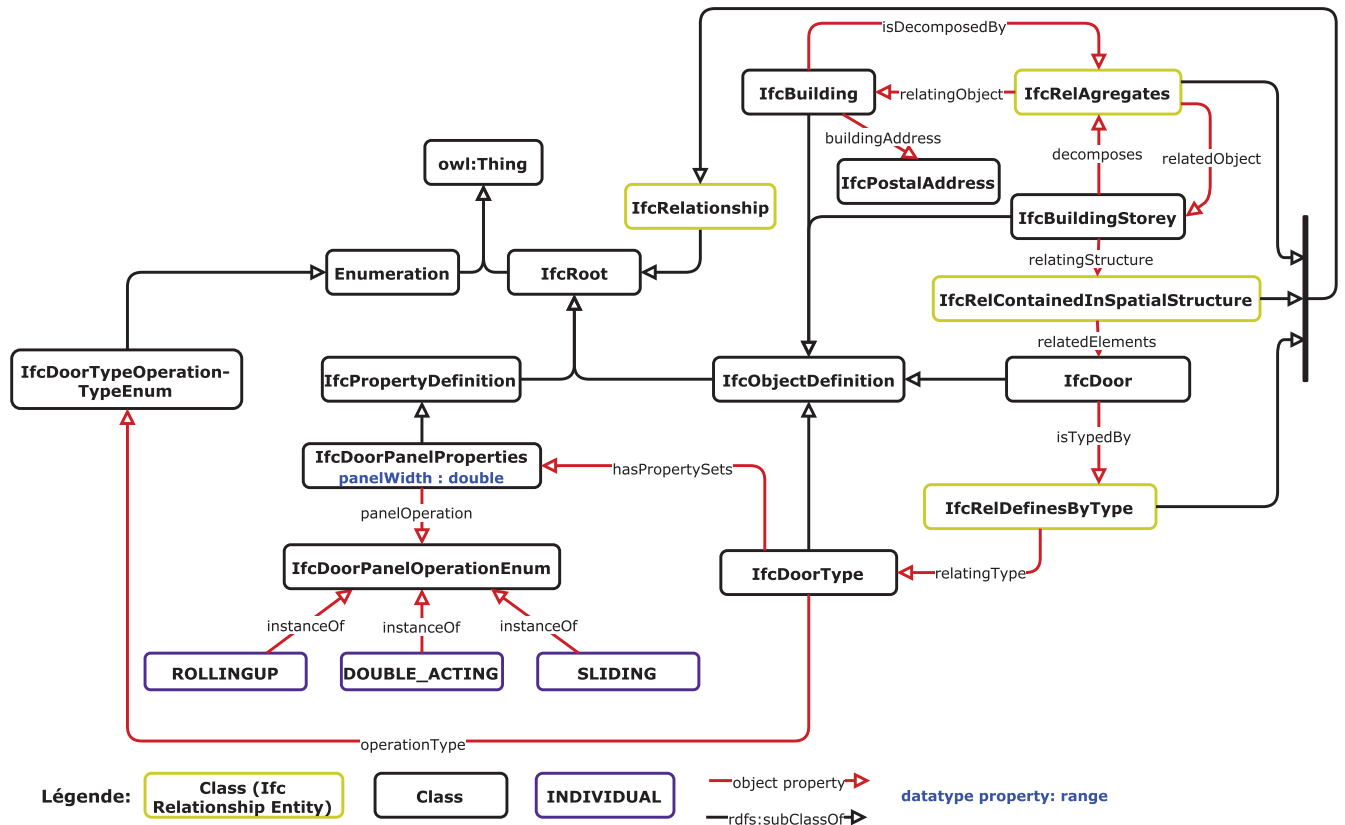 isDecomposedBy
IfcBuilding
relatingObject
IfcRelAgregates
buildingAddress
owl:Thing
decomposes
relatedObject
IfcPostalAddress
IfcRelationship
IfcBuildingStorey
Enumeration
IfcRoot
relatingStructure
IfcRelContainedInSpatialStructure
relatedElements
IfcDoorTypeOperation-
TypeEnum
IfcPropertyDefinition
IfcObjectDefinition
IfcDoor
isTypedBy
IfcDoorPanelProperties
panelWidth : double
hasPropertySets
panelOperation
IfcRelDefinesByType
IfcDoorPanelOperationEnum
IfcDoorType
relatingType
instanceOf
instanceOf
instanceOf
ROLLINGUP
DOUBLE_ACTING
SLIDING
operationType
Légende:
Class (Ifc
Relationship Entity)
Class
INDIVIDUAL
object property
rdfs:subClassOf
datatype property: range